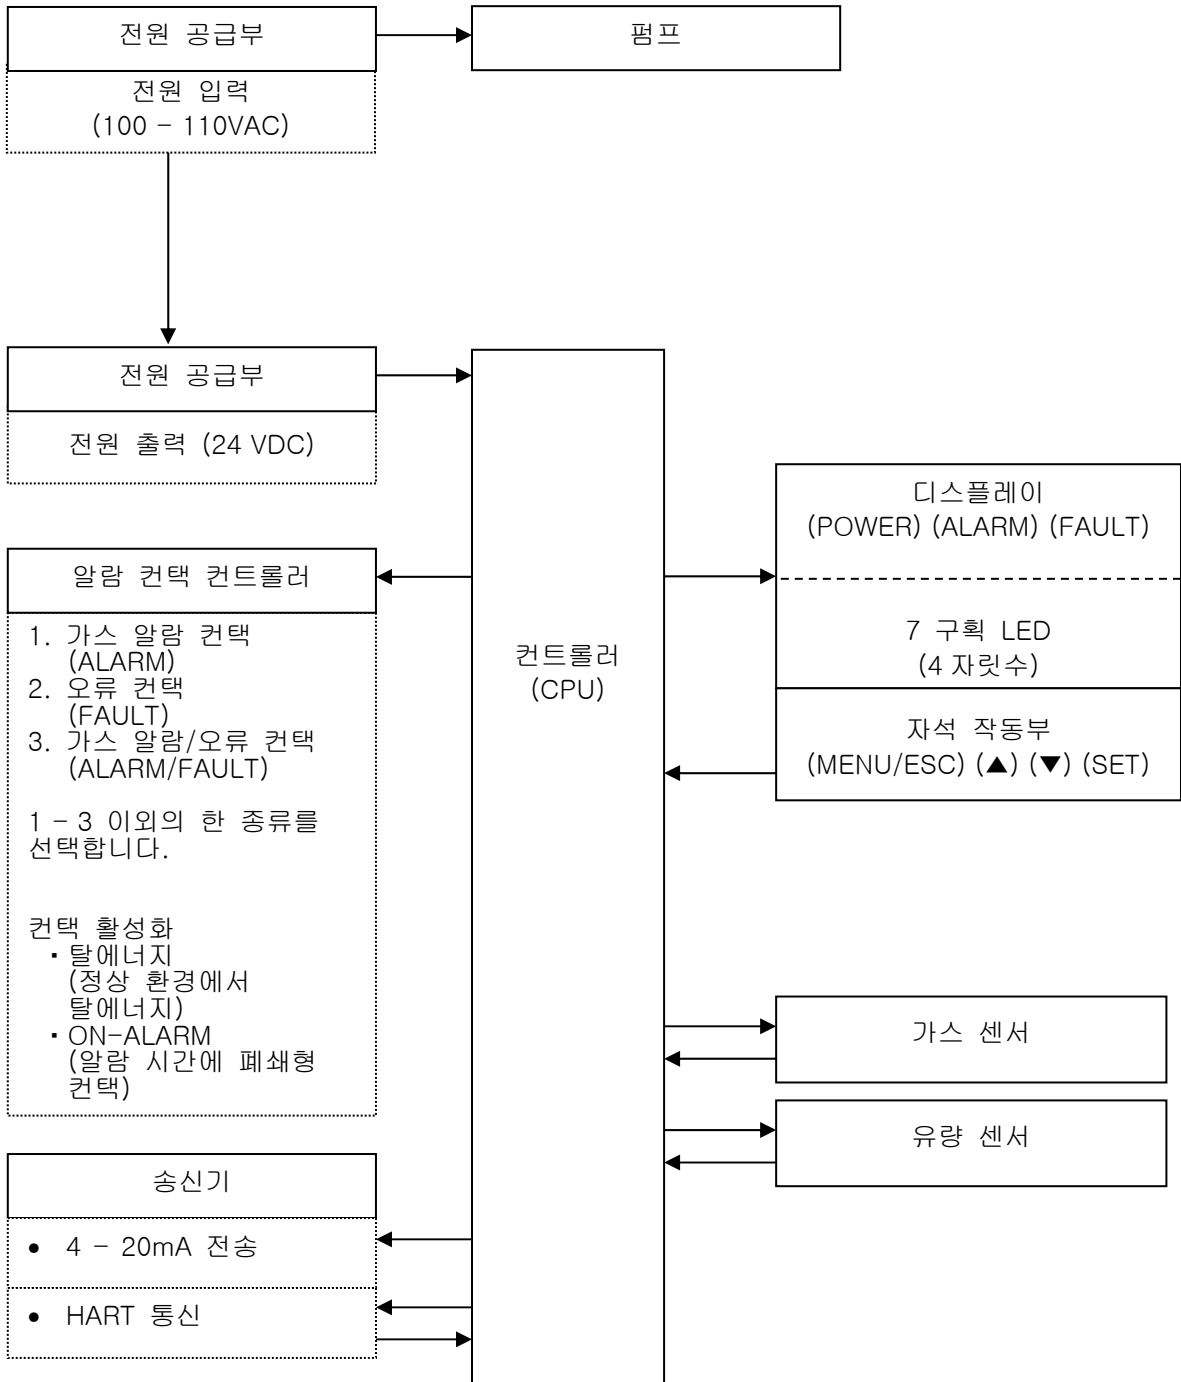 전원 공급부
펌프
전원 입력
(100 - 110VAC)
전원 공급부
전원 출력 (24 VDC)
디스플레이
(POWER) (ALARM) (FAULT)
7 구획 LED
(4 자릿수)
자석 작동부
(MENU/ESC) (▲) (▼) (SET)
컨트롤러
(CPU)
알람 컨택 컨트롤러
1. 가스 알람 컨택
(ALARM)
2. 오류 컨택
(FAULT)
3. 가스 알람/오류 컨택
(ALARM/FAULT)
1 - 3 이외의 한 종류를
선택합니다.
컨택 활성화
・탈에너지
(정상 환경에서
탈에너지)
・ON-ALARM
(알람 시간에 폐쇄형
컨택)
가스 센서
유량 센서
송신기
• 4 - 20mA 전송
• HART 통신